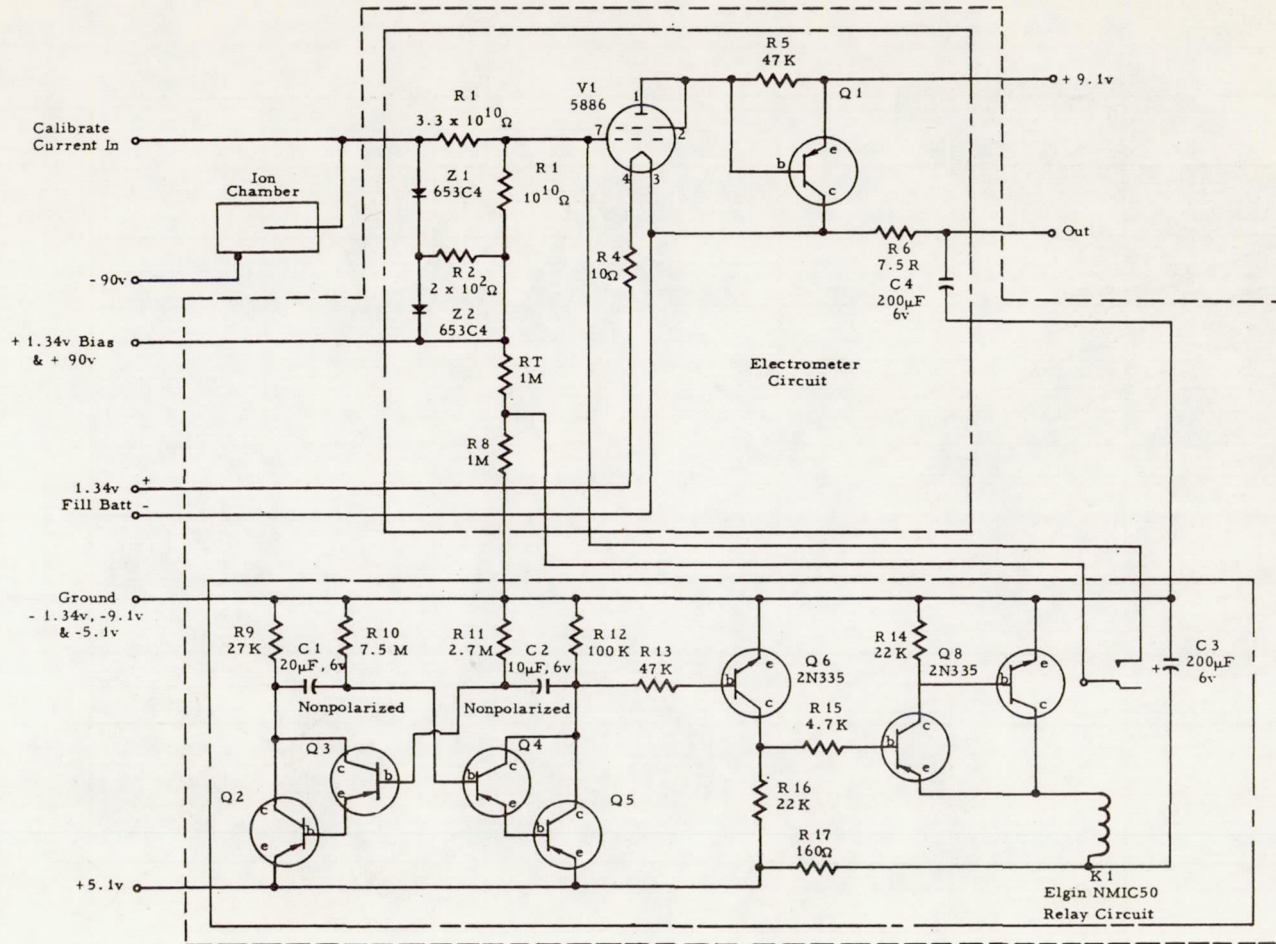 R 5
47 K
+ 9.1v
V1
5886
Q 1
R 1
3.3 x 10^10 Ω
1
7
2
4
3
Calibrate
Current In
e
b
c
Z 1
653C4
R 1
10^10 Ω
Ion
Chamber
Out
R 6
7.5 R
R 4
10Ω
R 2
2 x 10^2 Ω
C 4
200μF
6v
- 90v
Z 2
653C4
+ 1.34v Bias
& + 90v
RT
1M
Electrometer
Circuit
R 8
1M
1.34v +
Fill Batt -
Ground
- 1.34v, -9.1v
& -5.1v
R9
27 K
C 1
20μF, 6v
R 10
7.5 M
R 11
2.7M
C 2
10μF, 6v
R 12
100 K
R 13
47 K
Q 6
2N335
e
b
c
R 14
22 K
Q 8
2N335
e
b
c
C 3
+ 200μF
6v
Nonpolarized
Nonpolarized
R 15
4.7 K
Q 3
c
b
e
Q4
b
c
e
b
c
e
Q2
c
b
e
Q 5
b
c
e
R 16
22 K
R 17
160Ω
+5.1v
K 1
Elgin NMIC50
Relay Circuit